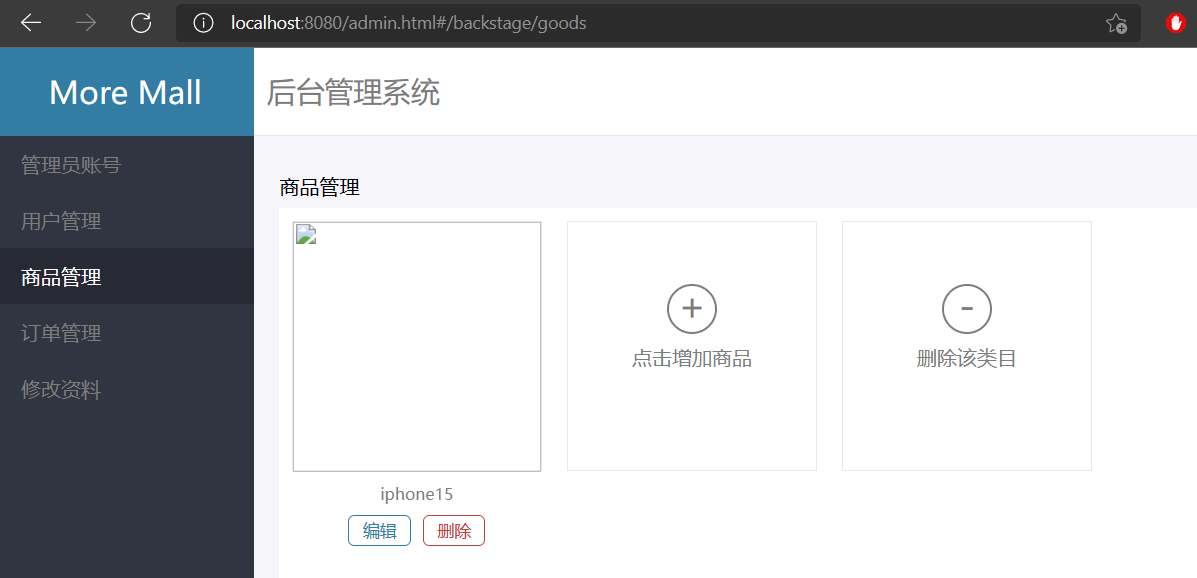 localhost:8080/admin.html#/backstage/goods
More Mall
后台管理系统
管理员账号
用户管理
商品管理
订单管理
修改资料
商品管理
+
点击增加商品
-
删除该类目
iphone15
编辑 删除